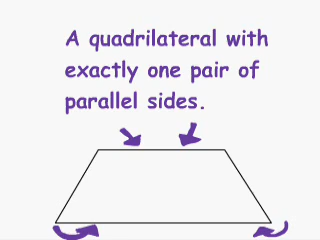 A quadrilateral with
exactly one pair of
parallel sides.